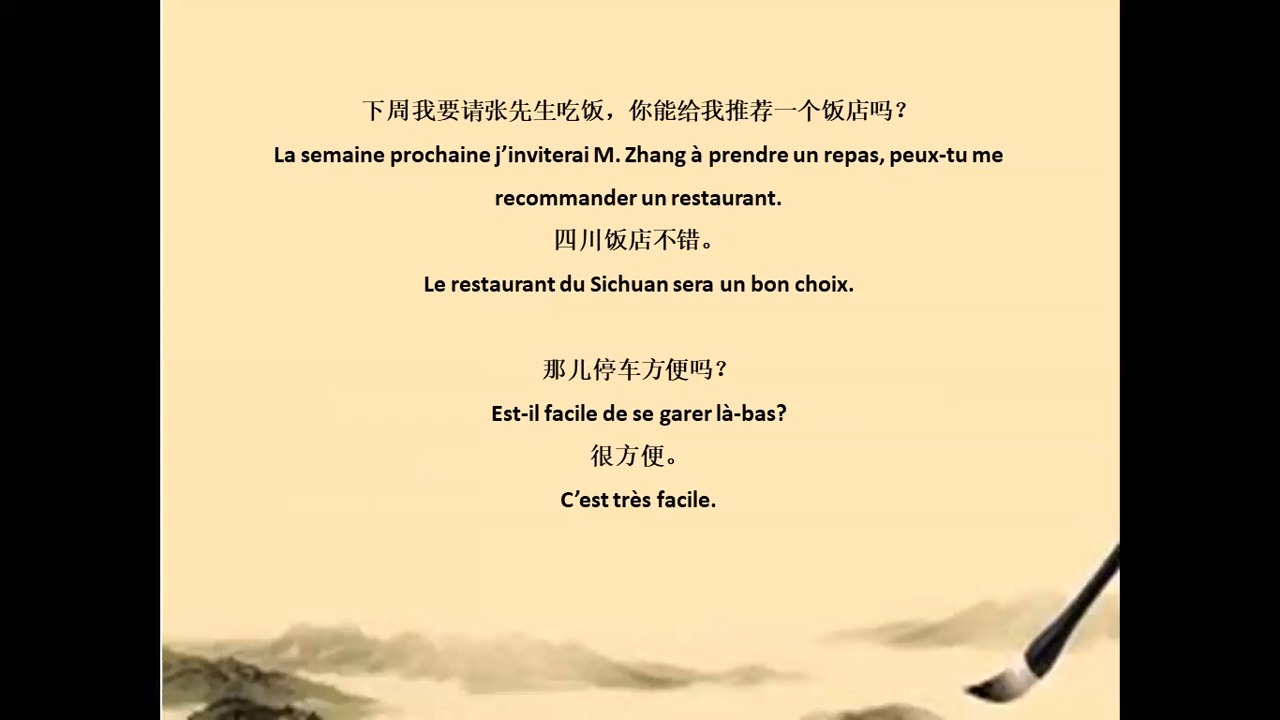 下周我要请张先生吃饭，你能给我推荐一个饭店吗？
La semaine prochaine j’inviterai M. Zhang à prendre un repas, peux-tu me
recommander un restaurant.
四川饭店不错。
Le restaurant du Sichuan sera un bon choix.
那儿停车方便吗？
Est-il facile de se garer là-bas?
很方便。
C’est très facile.